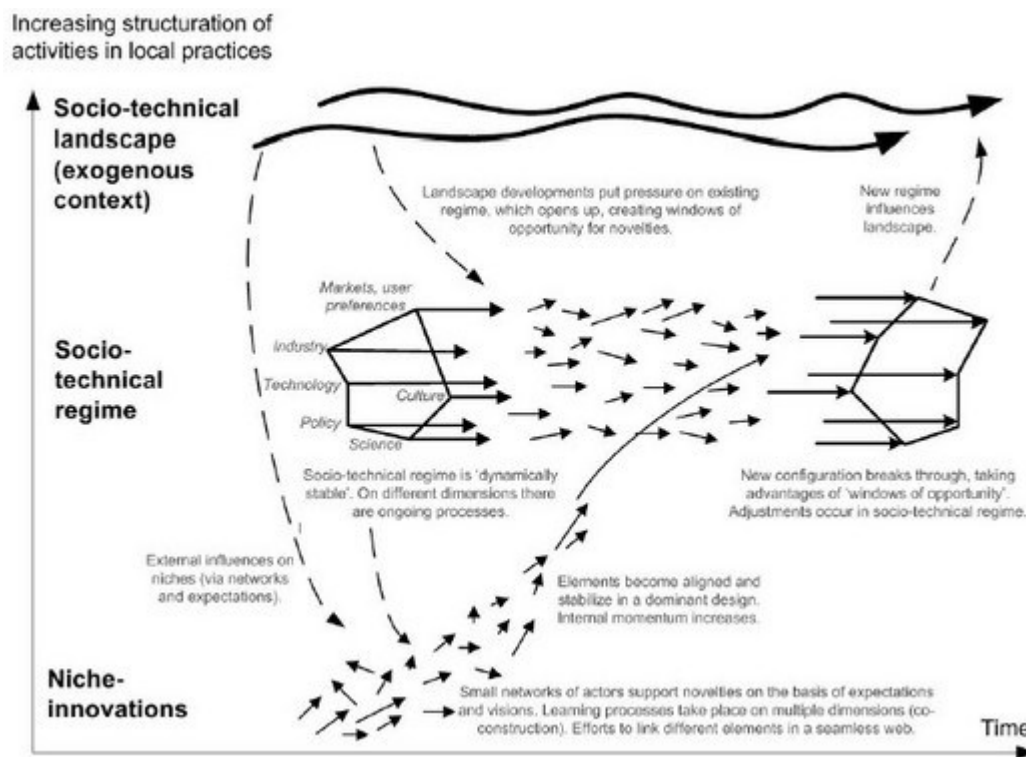 Increasing structuration of
activities in local practices
Socio-technical
landscape
(exogenous
context)
Landscape developments put pressure on existing
regime, which opens up, creating windows of
opportunity for novelties.
New regime
influences
landscape.
Markets, user
preferences
Industry
Socio-
technical
regime
Technology
Culture
Policy
Science
Socio-technical regime is 'dynamically
stable'. On different dimensions there
are ongoing processes.
New configuration breaks through, taking
advantages of 'windows of opportunity'.
Adjustments occur in socio-technical regime.
External influences on
niches (via networks
and expectations).
Elements become aligned and
stabilize in a dominant design.
Internal momentum increases.
Niche-
innovations
Small networks of actors support novelties on the basis of expectations
and visions. Learning processes take place on multiple dimensions (co-
construction). Efforts to link different elements in a seamless web.
Time